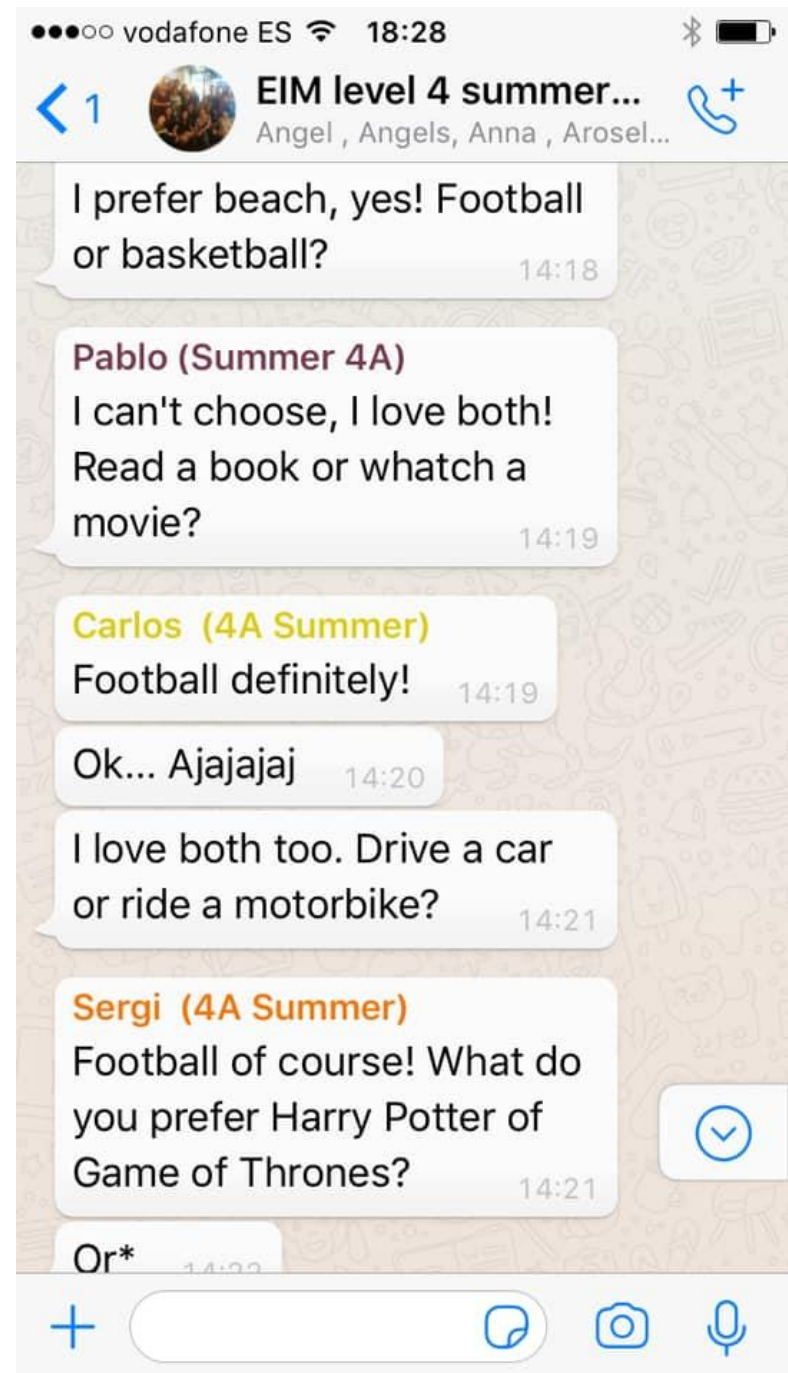 vodafone ES 18:28
1
EIM level 4 summer...
Angel , Angels, Anna , Arosel...
I prefer beach, yes! Football
or basketball?
14:18
Pablo (Summer 4A)
I can't choose, I love both!
Read a book or whatch a
movie?
14:19
Carlos (4A Summer)
Football definitely! 14:19
Ok... Ajajajaj 14:20
I love both too. Drive a car
or ride a motorbike?
14:21
Sergi (4A Summer)
Football of course! What do
you prefer Harry Potter of
Game of Thrones?
14:21
Or*